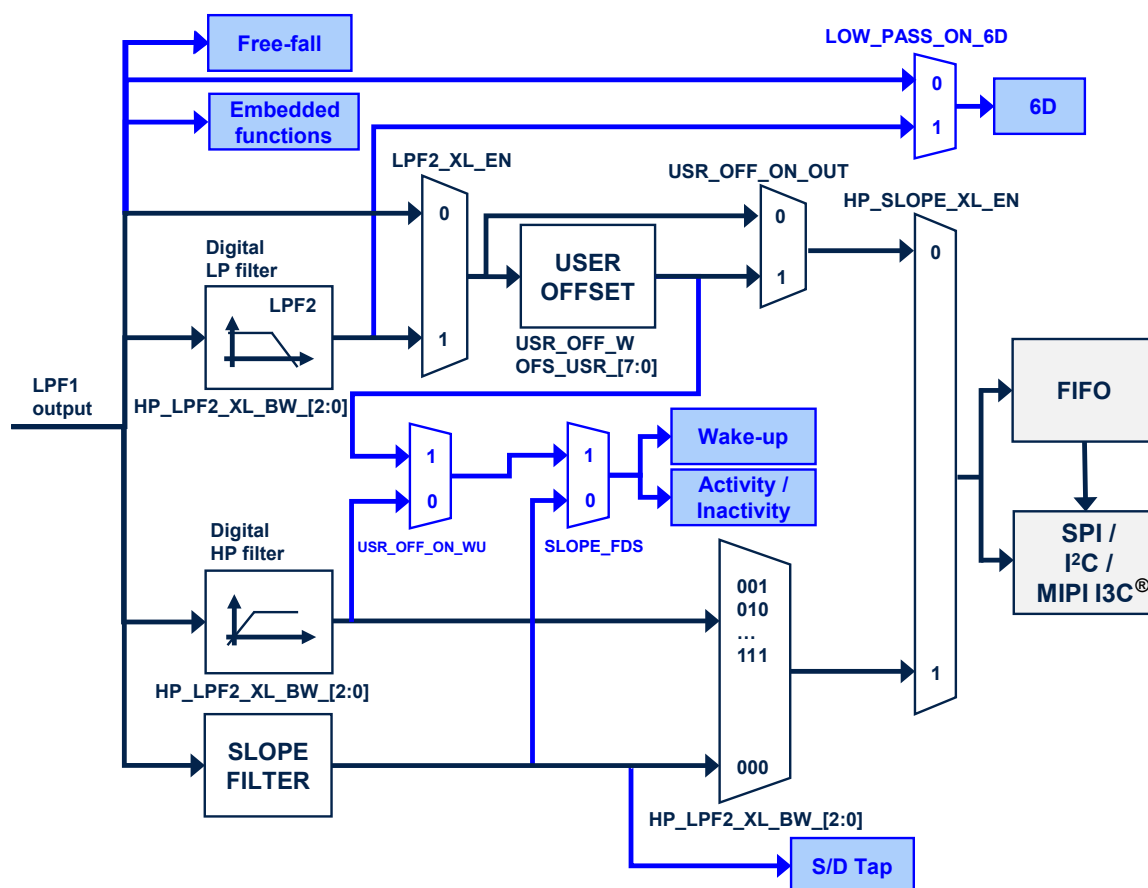 Free-fall
LOW_PASS_ON_6D
0
6D
Embedded
functions
1
LPF2_XL_EN
USR_OFF_ON_OUT
HP_SLOPE_XL_EN
0
0
Digital
LP filter
USER
OFFSET
0
LPF2
1
1
USR_OFF_W
OFS_USR_[7:0]
LPF1
output
HP_LPF2_XL_BW_[2:0]
FIFO
Wake-up
1
1
0
0
Activity /
Inactivity
Digital
HP filter
USR_OFF_ON_WU
SLOPE_FDS
SPI /
I²C /
MIPI I3C®
001
010
...
111
1
HP_LPF2_XL_BW_[2:0]
SLOPE
FILTER
000
HP_LPF2_XL_BW_[2:0]
S/D Tap